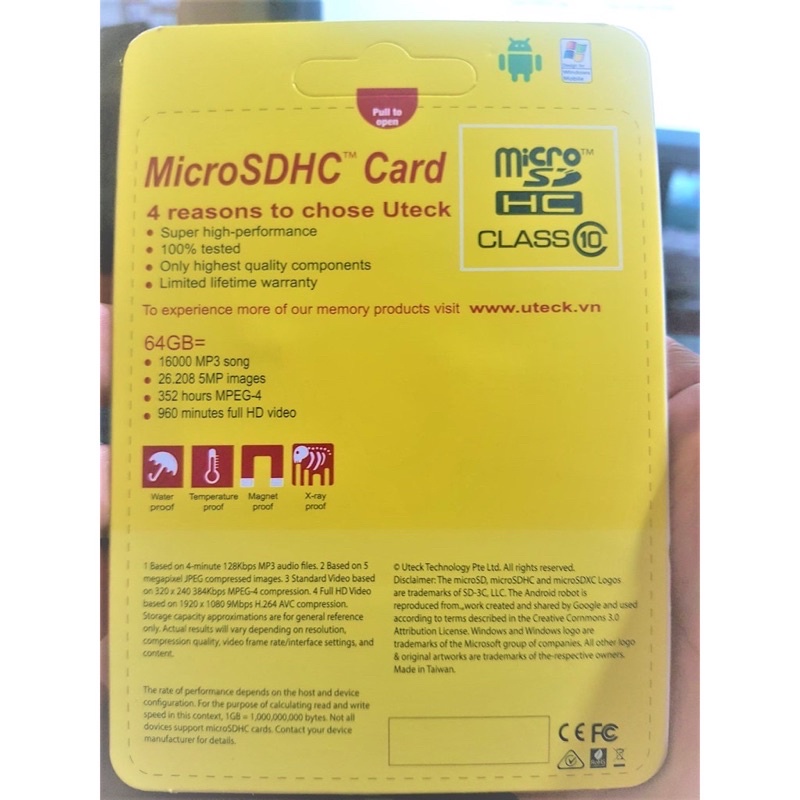 Pull to
open
Design for
Windows
Mobile
MicroSDHC™ Card
micro™
SD
HC
CLASS 10
4 reasons to chose Uteck
• Super high-performance
• 100% tested
• Only highest quality components
• Limited lifetime warranty
To experience more of our memory products visit www.uteck.vn
64GB=
• 16000 MP3 song
• 26.208 5MP images
• 352 hours MPEG-4
• 960 minutes full HD video
Water proof
Temperature proof
Magnet proof
X-ray proof
1 Based on 4-minute 128Kbps MP3 audio files. 2 Based on 5
megapixel JPEG compressed images. 3 Standard Video based
on 320 x 240 384Kbps MPEG-4 compression. 4 Full HD Video
based on 1920 x 1080 9Mbps H.264 AVC compression.
Storage capacity approximations are for general reference
only. Actual results will vary depending on resolution,
compression quality, video frame rate/interface settings, and
content.
The rate of performance depends on the host and device
configuration. For the purpose of calculating read and write
speed in this context, 1GB = 1,000,000,000 bytes. Not all
devices support microSDHC cards. Contact your device
manufacturer for details.
© Uteck Technology Pte Ltd. All rights reserved.
Disclaimer: The microSD, microSDHC and microSDXC Logos
are trademarks of SD-3C, LLC. The Android robot is
reproduced from.,,work created and shared by Google and used
according to terms described in the Creative Commons 3.0
Attribution License. Windows and Windows logo are
trademarks of the Microsoft group of companies. All other logo
& original artworks are trademarks of the-respective owners.
Made in Taiwan.
CE FC